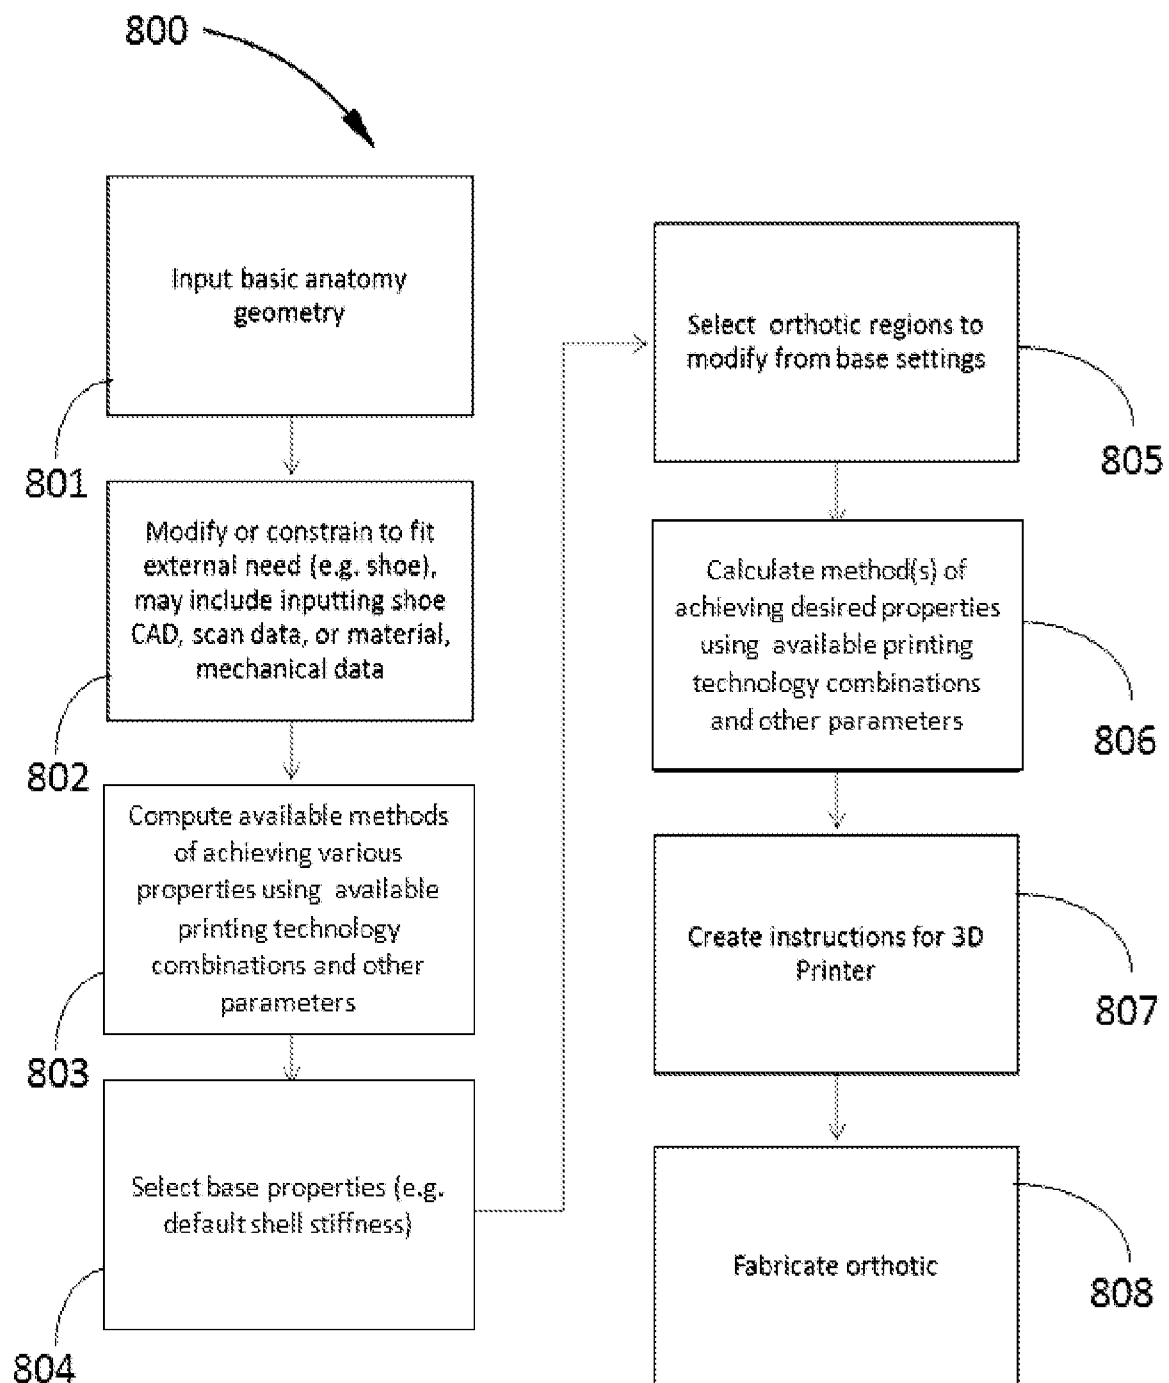 800
Input basic anatomy
geometry
801
Modify or constrain to fit
external need (e.g. shoe),
may include inputting shoe
CAD, scan data, or material,
mechanical data
802
Compute available methods
of achieving various
properties using available
printing technology
combinations and other
parameters
803
Select base properties (e.g.
default shell stiffness)
804
Select orthotic regions to
modify from base settings
805
Calculate method(s) of
achieving desired properties
using available printing
technology combinations
and other parameters
806
Create instructions for 3D
Printer
807
Fabricate orthotic
808